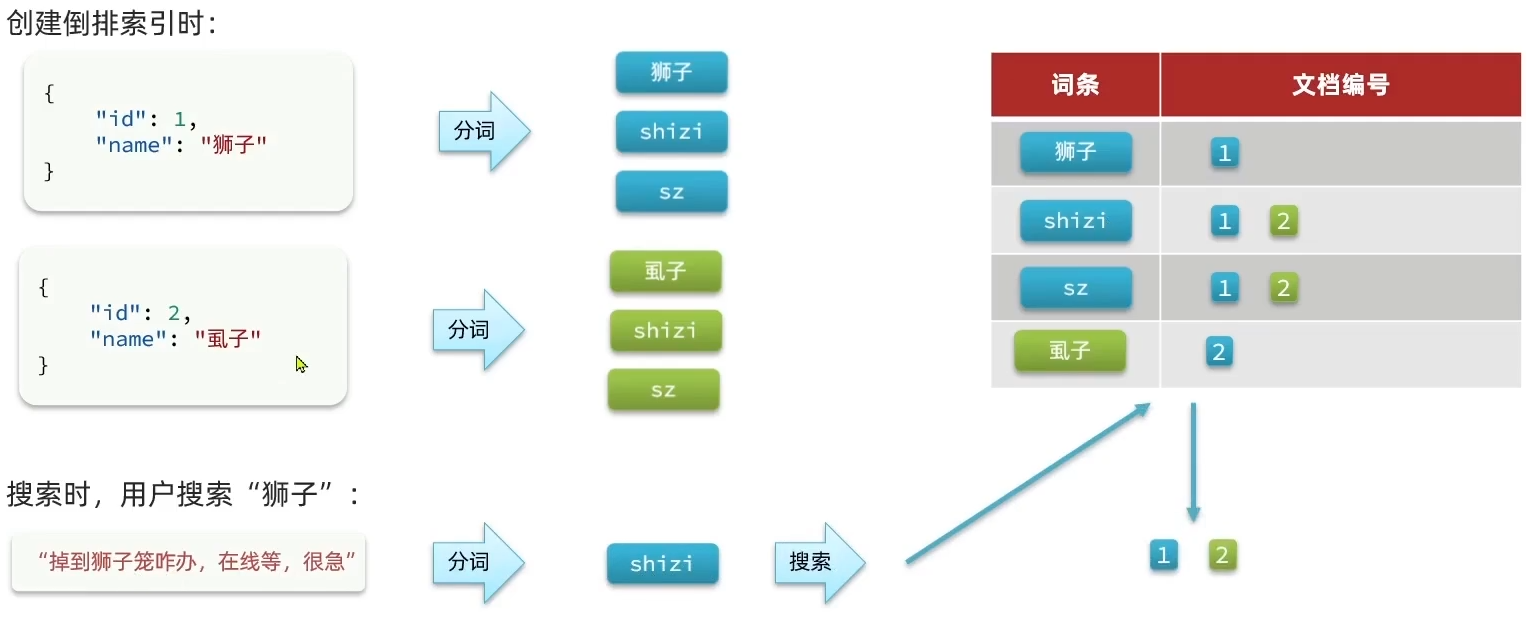 创建倒排索引时：
{
"id": 1,
"name": "狮子"
}
分词
狮子
shizi
sz
{
"id": 2,
"name": "虱子"
}
分词
虱子
shizi
sz
词条 文档编号
狮子 1
shizi 1 2
sz 1 2
虱子 2
搜索时，用户搜索“狮子”：
“掉到狮子笼咋办，在线等，很急”
分词
shizi
搜索
1 2